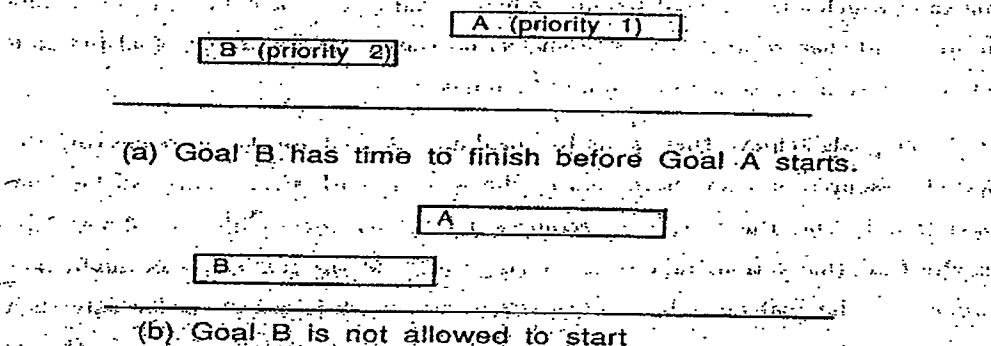 A (priority 1)
B (priority 2)
(a) Goal B has time to finish before Goal A starts.
A
B
(b) Goal B is not allowed to start